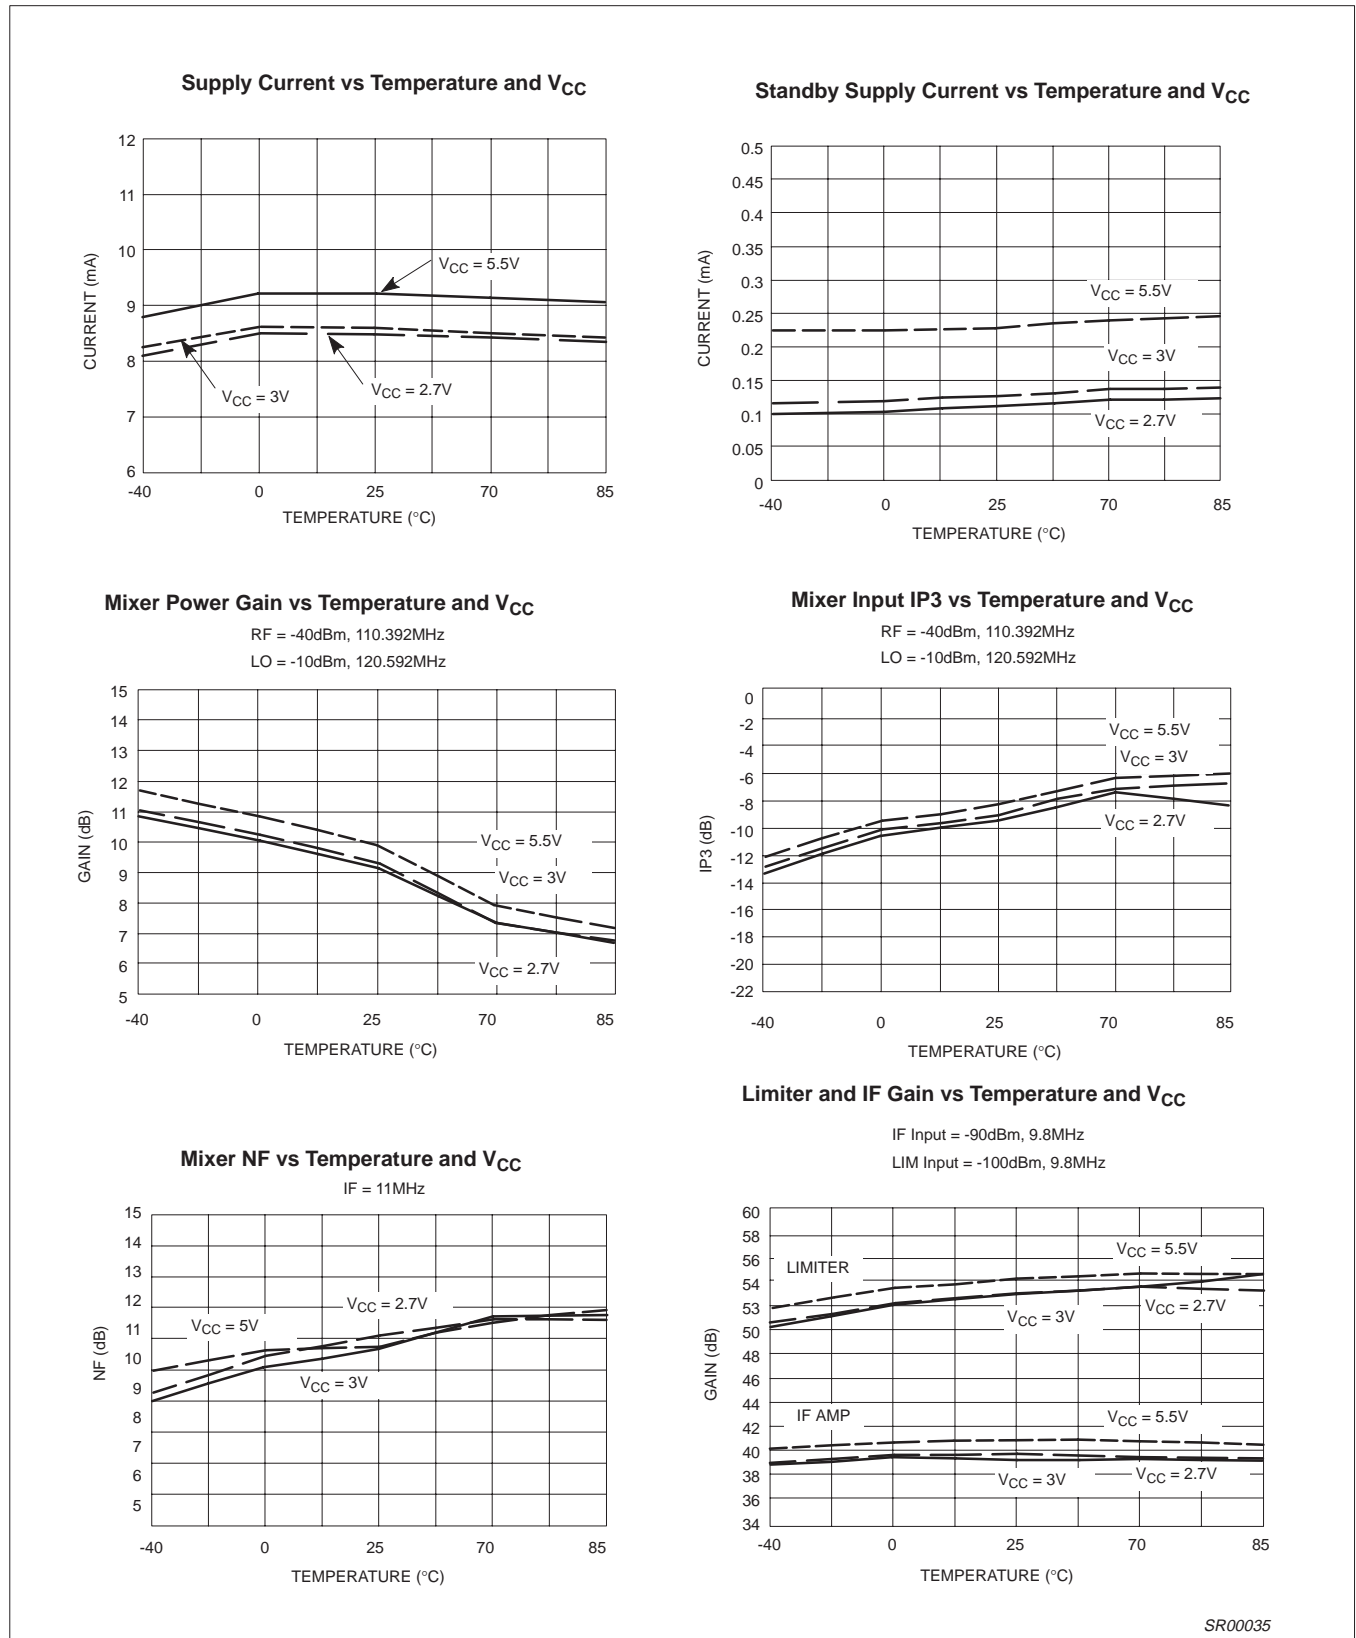 Supply Current vs Temperature and VCC
12
11
10
9
8
7
6
CURRENT (mA)
VCC = 5.5V
VCC = 3V
VCC = 2.7V
-40 0 25 70 85
TEMPERATURE (°C)
Standby Supply Current vs Temperature and VCC
0.5
0.45
0.4
0.35
0.3
0.25
0.2
0.15
0.1
0.05
0
CURRENT (mA)
VCC = 5.5V
VCC = 3V
VCC = 2.7V
-40 0 25 70 85
TEMPERATURE (°C)
Mixer Power Gain vs Temperature and VCC
RF = -40dBm, 110.392MHz
LO = -10dBm, 120.592MHz
15
14
13
12
11
10
9
8
7
6
5
GAIN (dB)
VCC = 5.5V
VCC = 3V
VCC = 2.7V
-40 0 25 70 85
TEMPERATURE (°C)
Mixer Input IP3 vs Temperature and VCC
RF = -40dBm, 110.392MHz
LO = -10dBm, 120.592MHz
0
-2
-4
-6
-8
-10
-12
-14
-16
-18
-20
-22
IP3 (dB)
VCC = 5.5V
VCC = 3V
VCC = 2.7V
-40 0 25 70 85
TEMPERATURE (°C)
Mixer NF vs Temperature and VCC
IF = 11MHz
15
14
13
12
11
10
9
8
7
6
5
NF (dB)
VCC = 2.7V
VCC = 5V
VCC = 3V
-40 0 25 70 85
TEMPERATURE (°C)
Limiter and IF Gain vs Temperature and VCC
IF Input = -90dBm, 9.8MHz
LIM Input = -100dBm, 9.8MHz
60
58
56
54
53
50
48
46
44
42
40
38
36
34
GAIN (dB)
LIMITER
VCC = 5.5V
VCC = 3V
VCC = 2.7V
IF AMP
VCC = 5.5V
VCC = 3V
VCC = 2.7V
-40 0 25 70 85
TEMPERATURE (°C)
SR00035